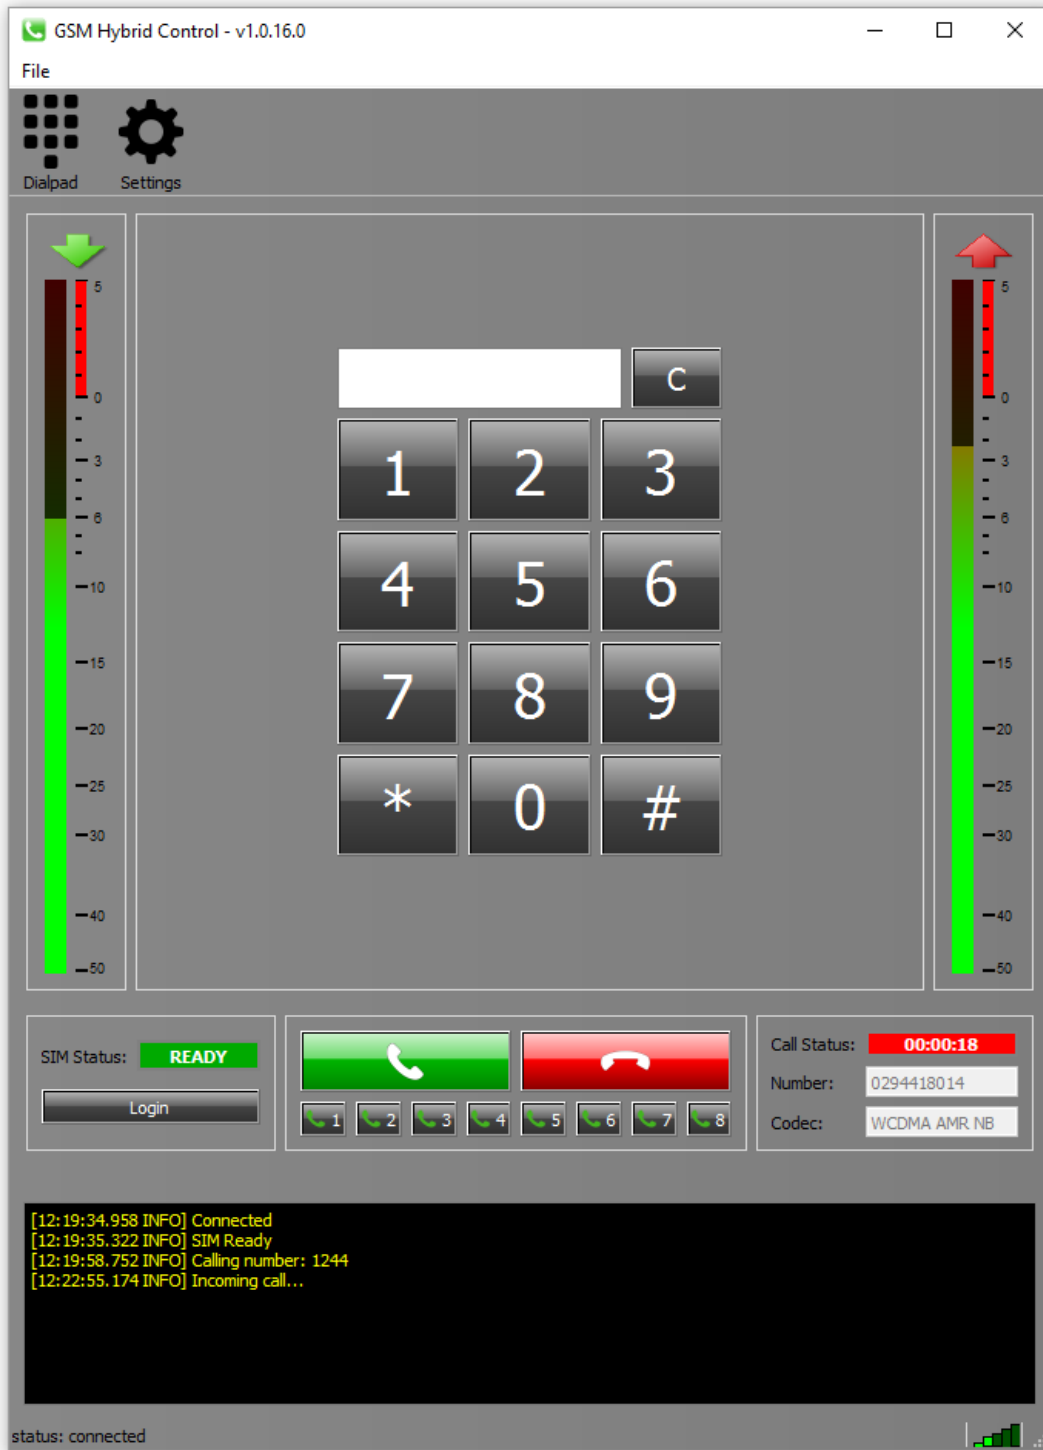 GSM Hybrid Control - v1.0.16.0
File
Dialpad Settings
5
0
3
6
10
15
20
25
30
40
50
C
1 2 3
4 5 6
7 8 9
* 0 #
5
0
3
6
10
15
20
25
30
40
50
SIM Status: READY
Login
1 2 3 4 5 6 7 8
Call Status: 00:00:18
Number: 0294418014
Codec: WCDMA AMR NB
[12:19:34.958 INFO] Connected
[12:19:35.322 INFO] SIM Ready
[12:19:58.752 INFO] Calling number: 1244
[12:22:55.174 INFO] Incoming call...
status: connected